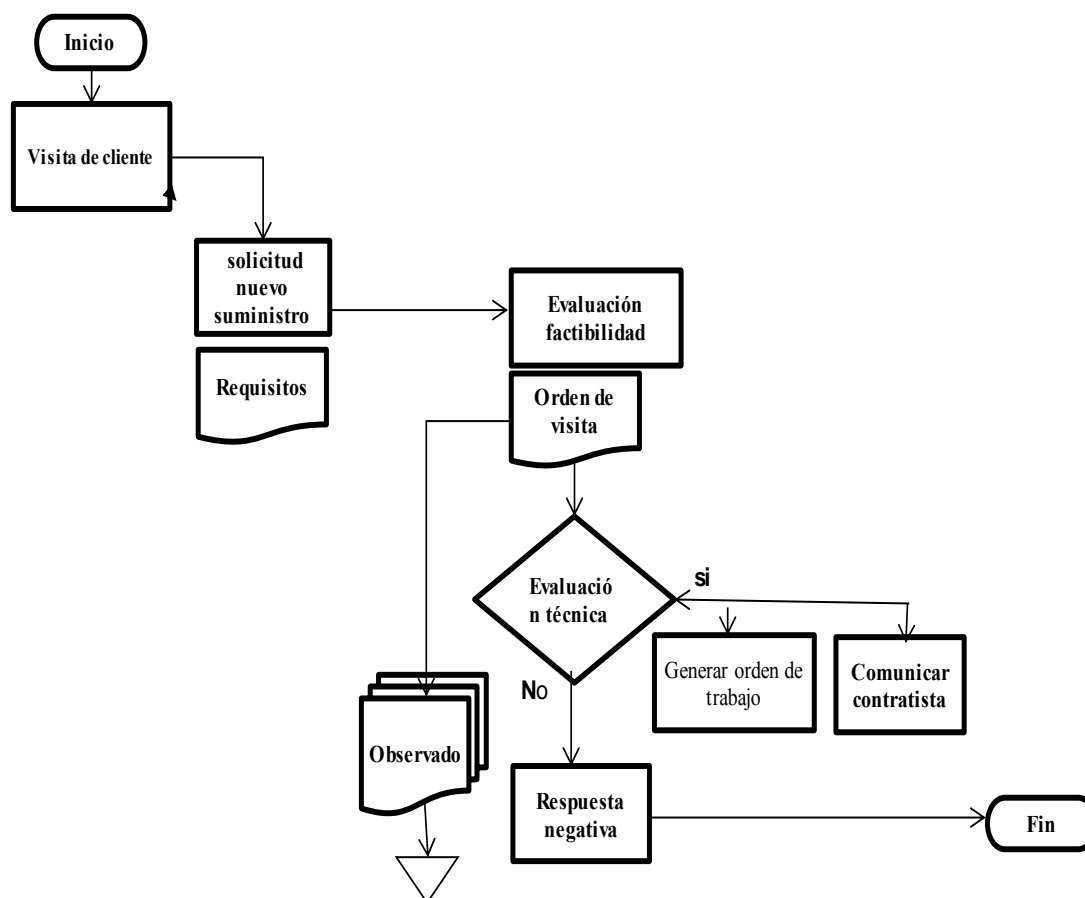 Inicio
Visita de cliente
solicitud
nuevo
suministro
Requisitos
Evaluación
factibilidad
Orden de
visita
Evaluació
n técnica
si
No
Generar orden de
trabajo
Comunicar
contratista
Observado
Respuesta
negativa
Fin